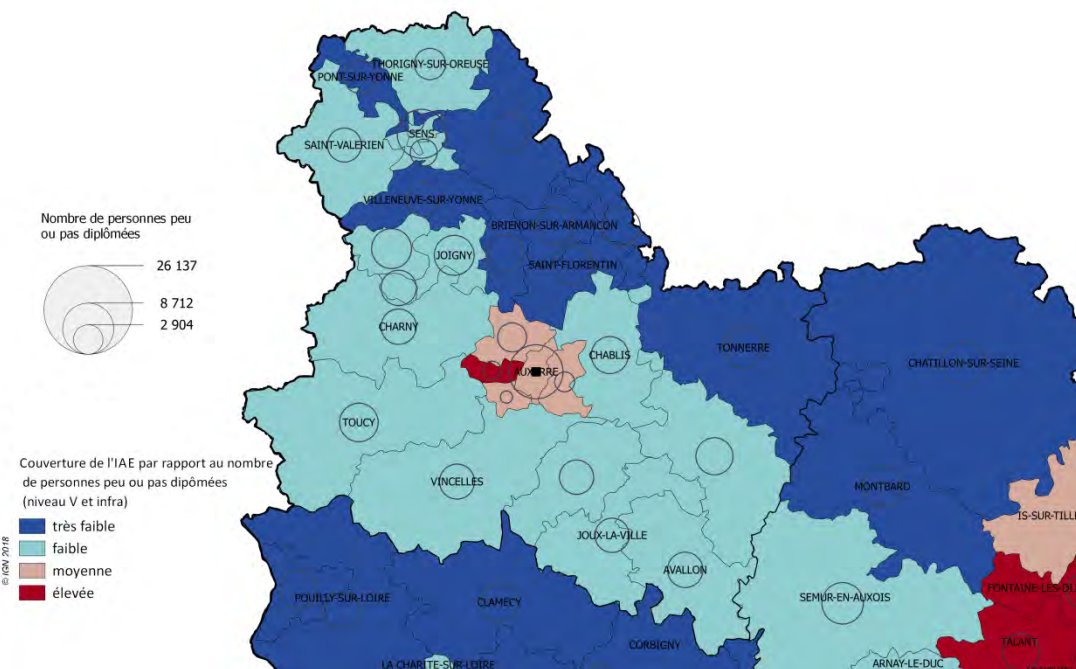 THORIGNY-SUR-OREUSE
PONT-SUR-YONNE
SENS
SAINT-VALERIEN
VILLENEUVE-SUR-YONNE
BRIENON-SUR-ARMANCON
JOIGNY
SAINT-FLORENTIN
Nombre de personnes peu
ou pas diplômées
26 137
8 712
2 904
CHARNY
CHABLIS
TONNERRE
CHATILLON-SUR-SEINE
AUXERRE
TOUCY
Couverture de l'IAE par rapport au nombre
de personnes peu ou pas dipômées
(niveau V et infra)
très faible
faible
moyenne
élevée
© IGN 2018
VINCELLES
MONTBARD
IS-SUR-TILLE
JOUX-LA-VILLE
AVALLON
POUILLY-SUR-LOIRE
CLAMECY
SEMUR-EN-AUXOIS
FONTAINE-LES-DIJ
CORBIGNY
TALANT
LA CHARITE-SUR-LOIRE
ARNAY-LE-DUC